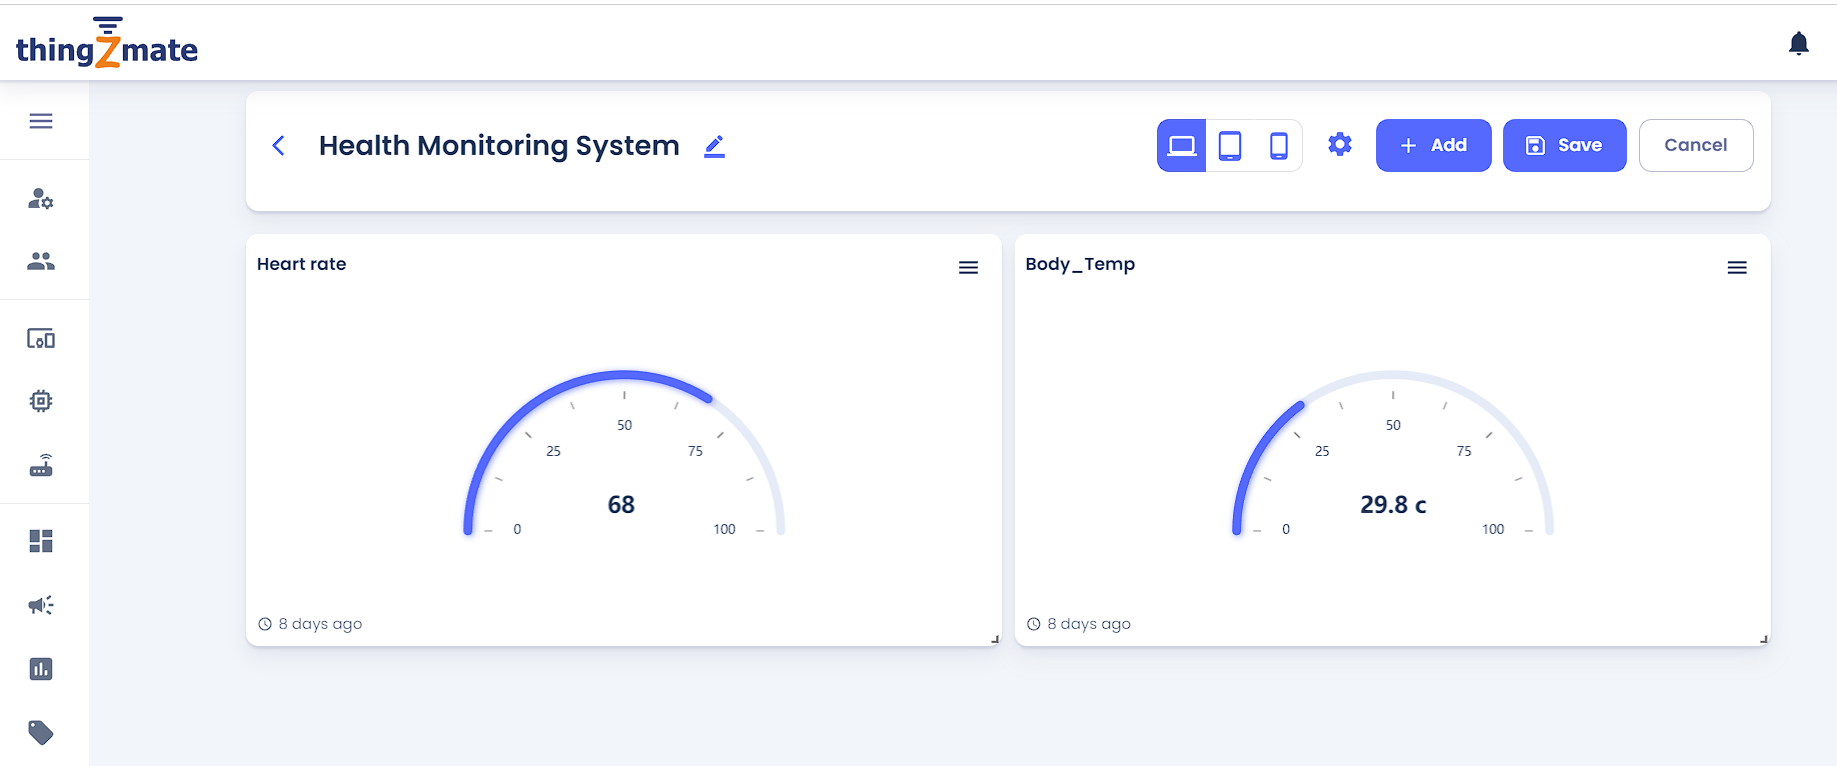 thingZmate
Health Monitoring System
Add
Save
Cancel
Heart rate
50
25
75
68
0
100
8 days ago
Body_Temp
50
25
75
29.8 c
0
100
8 days ago